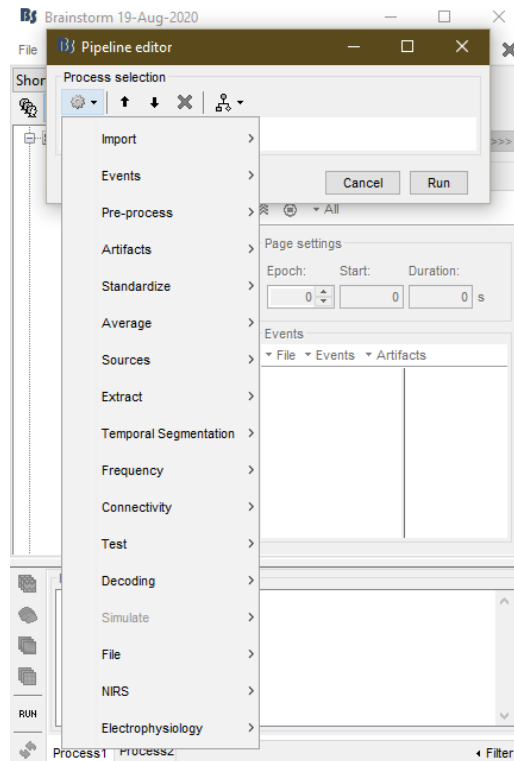 Brainstorm 19-Aug-2020
File
Pipeline editor
Shor
Process selection
>>>
Cancel
Run
All
Import
Events
Pre-process
Artifacts
Standardize
Average
Sources
Extract
Temporal Segmentation
Frequency
Connectivity
Test
Decoding
Simulate
File
NIRS
Electrophysiology
Page settings
Epoch: Start: Duration:
0 0 0 s
Events
File Events Artifacts
RUN
Process1 Process2
Filter